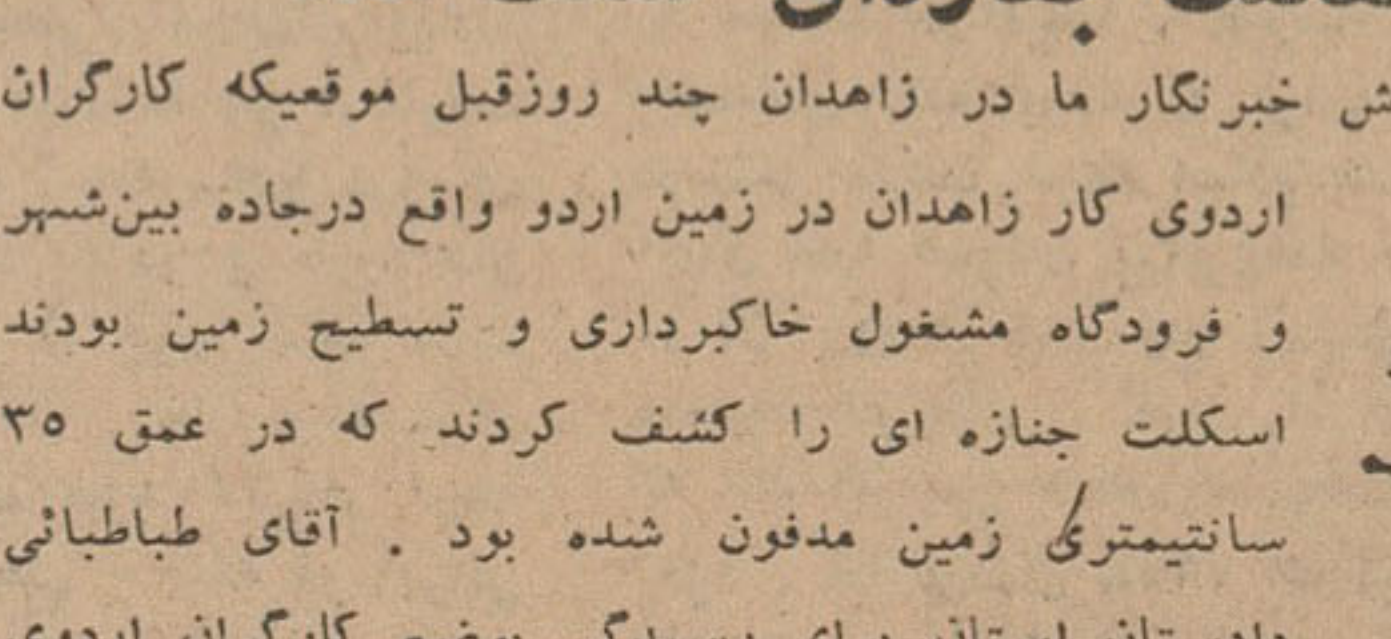 خبرنگار ما در زاهدان چند روزقبل موقعیکه کارگران
اردوی کار زاهدان در زمین اردو واقع درجاده بین‌شهر
و فرودگاه مشغول خاکبرداری و تسطیح زمین بودند
اسکلت جنازه ای را کشف کردند که در عمق ۳۵
سانتیمتری زمین مدفون شده بود . آقای طباطبائی